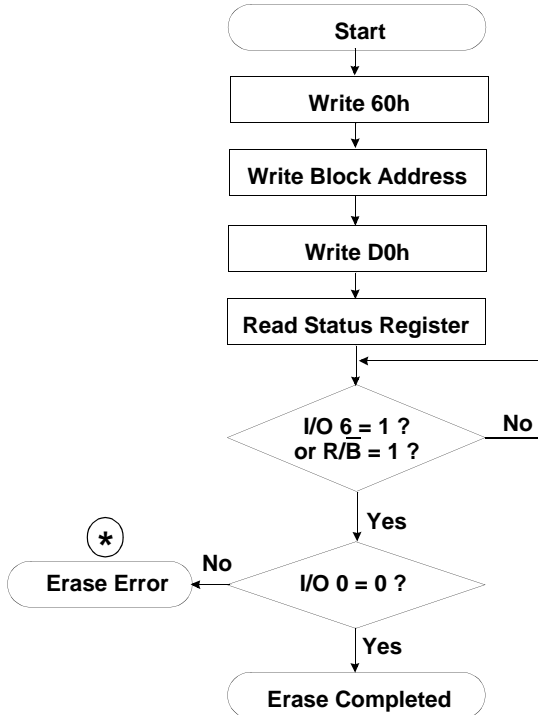 Start
Write 60h
Write Block Address
Write D0h
Read Status Register
I/O 6 = 1 ?
or R/B̅ = 1 ?
No
Yes
*
No
Erase Error
I/O 0 = 0 ?
Yes
Erase Completed